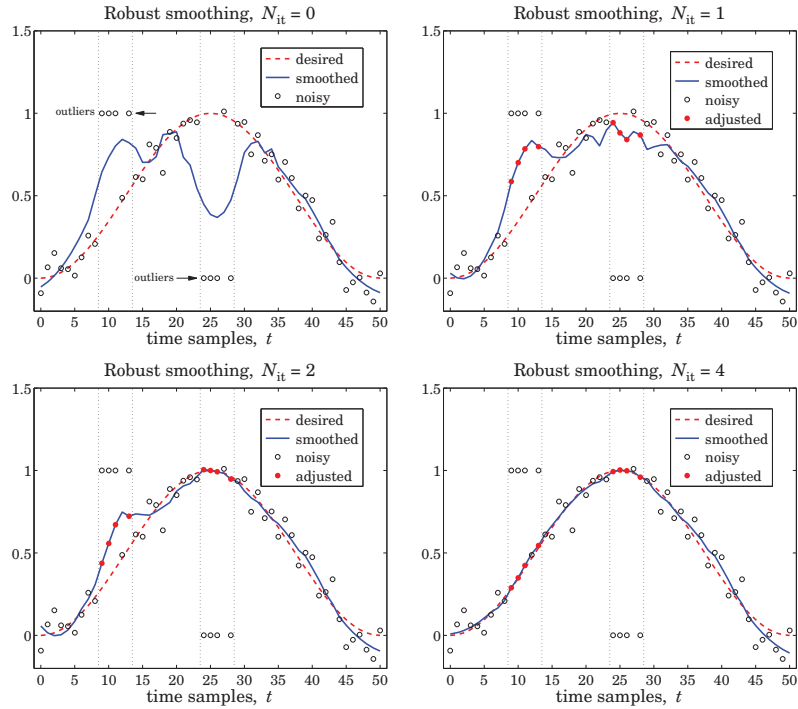 Robust smoothing, N_it = 0
1.5
1
0.5
0
outliers
outliers
desired
smoothed
noisy
0 5 10 15 20 25 30 35 40 45 50
time samples, t
Robust smoothing, N_it = 1
1.5
1
0.5
0
desired
smoothed
noisy
adjusted
0 5 10 15 20 25 30 35 40 45 50
time samples, t
Robust smoothing, N_it = 2
1.5
1
0.5
0
desired
smoothed
noisy
adjusted
0 5 10 15 20 25 30 35 40 45 50
time samples, t
Robust smoothing, N_it = 4
1.5
1
0.5
0
desired
smoothed
noisy
adjusted
0 5 10 15 20 25 30 35 40 45 50
time samples, t